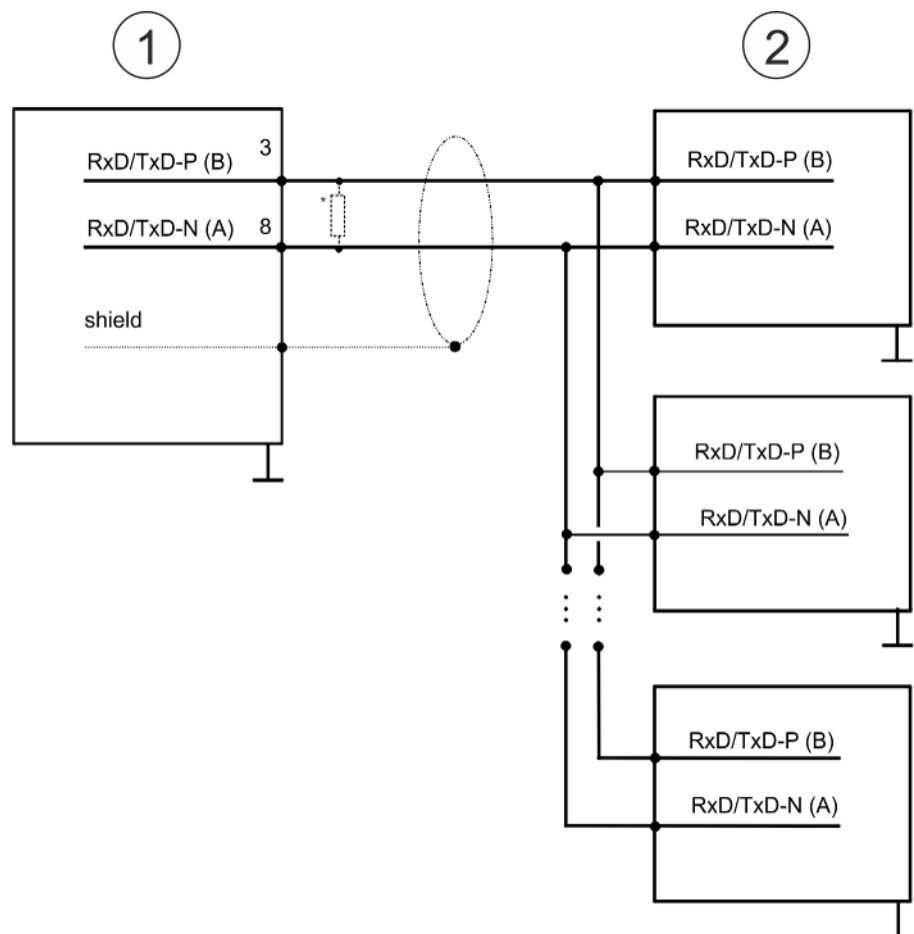 1
2
RxD/TxD-P (B) 3
RxD/TxD-N (A) 8
*
shield
RxD/TxD-P (B)
RxD/TxD-N (A)
RxD/TxD-P (B)
RxD/TxD-N (A)
RxD/TxD-P (B)
RxD/TxD-N (A)